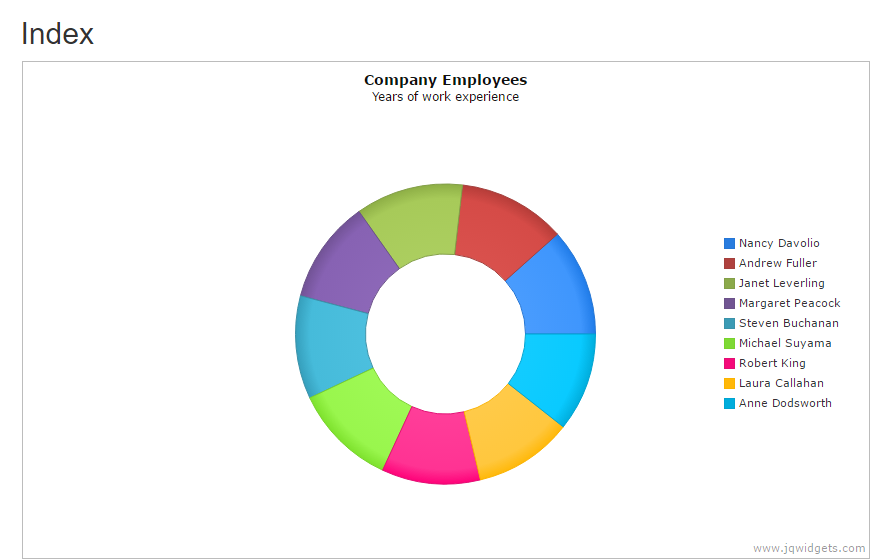 Index
Company Employees
Years of work experience
Nancy Davolio
Andrew Fuller
Janet Leverling
Margaret Peacock
Steven Buchanan
Michael Suyama
Robert King
Laura Callahan
Anne Dodsworth
www.jqwidgets.com